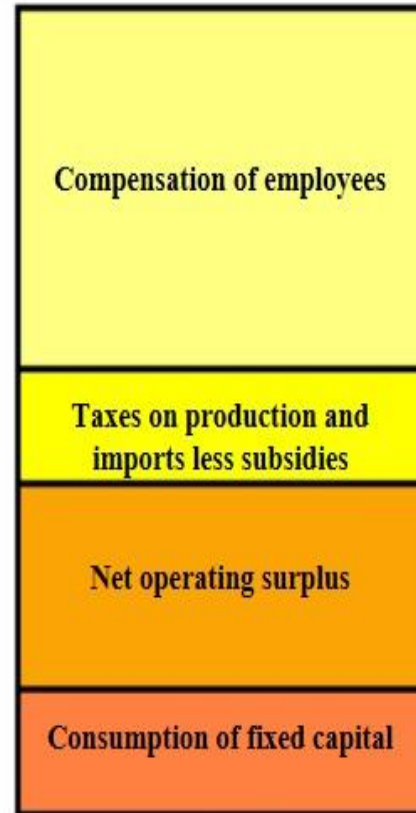 Compensation of employees
Taxes on production and
imports less subsidies
Net operating surplus
Consumption of fixed capital